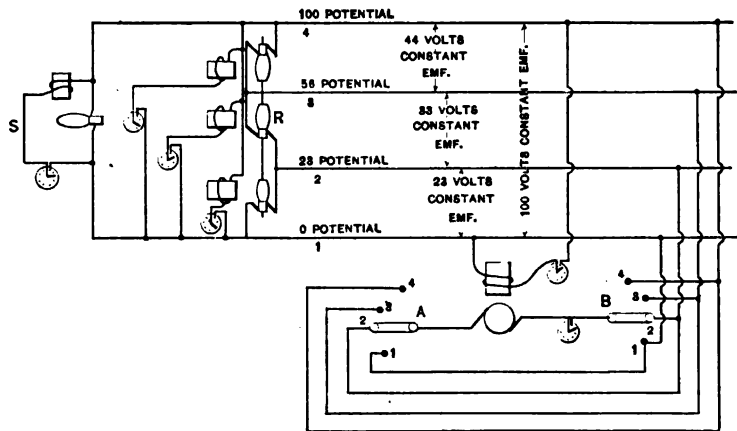 100 POTENTIAL
4
44 VOLTS
CONSTANT
EMF.
56 POTENTIAL
3
R
S
33 VOLTS
CONSTANT
EMF.
100 VOLTS CONSTANT EMF.
23 POTENTIAL
2
23 VOLTS
CONSTANT
EMF.
0 POTENTIAL
1
4
3
2
A
1
4
3
B
2
1